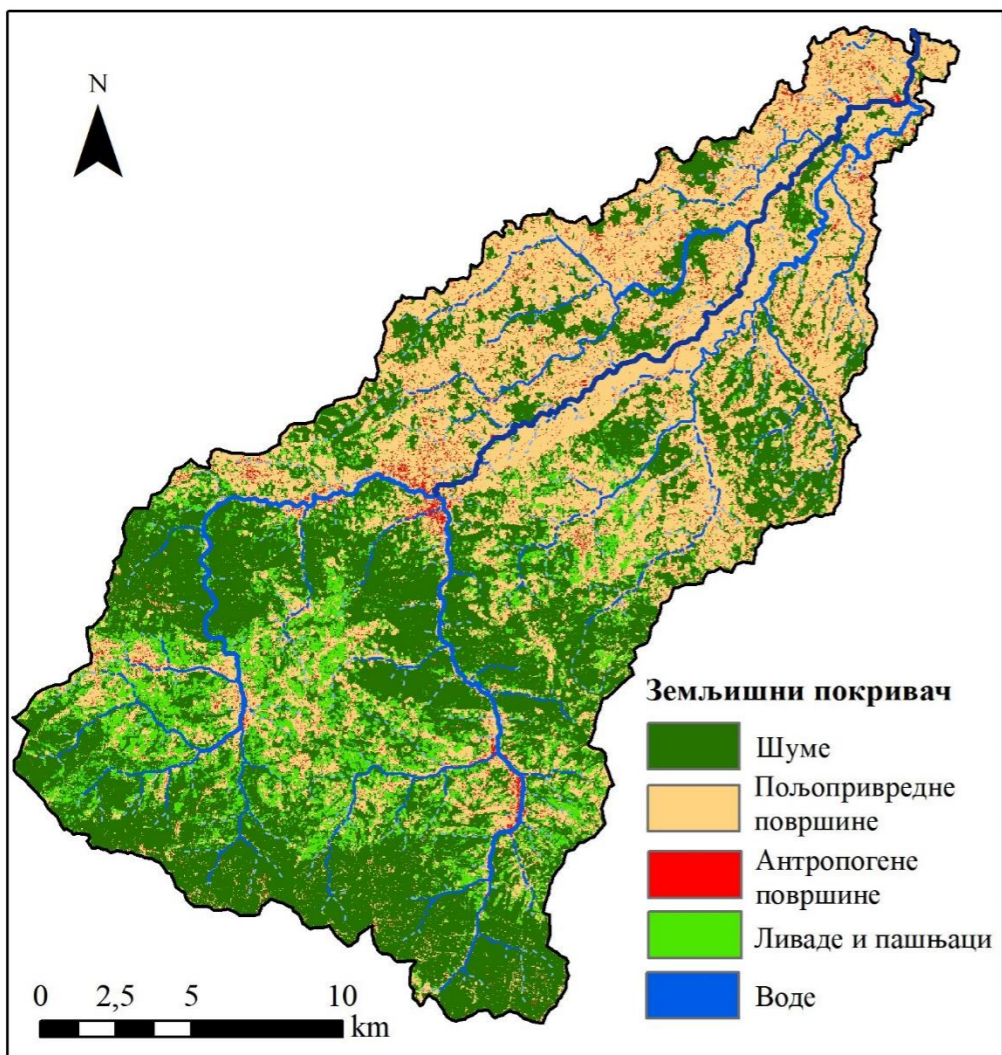 N
Земљишни покривач
Шуме
Пољопривредне
површине
Антропогене
површине
Ливаде и пашњаци
Воде
0 2,5 5 10
km